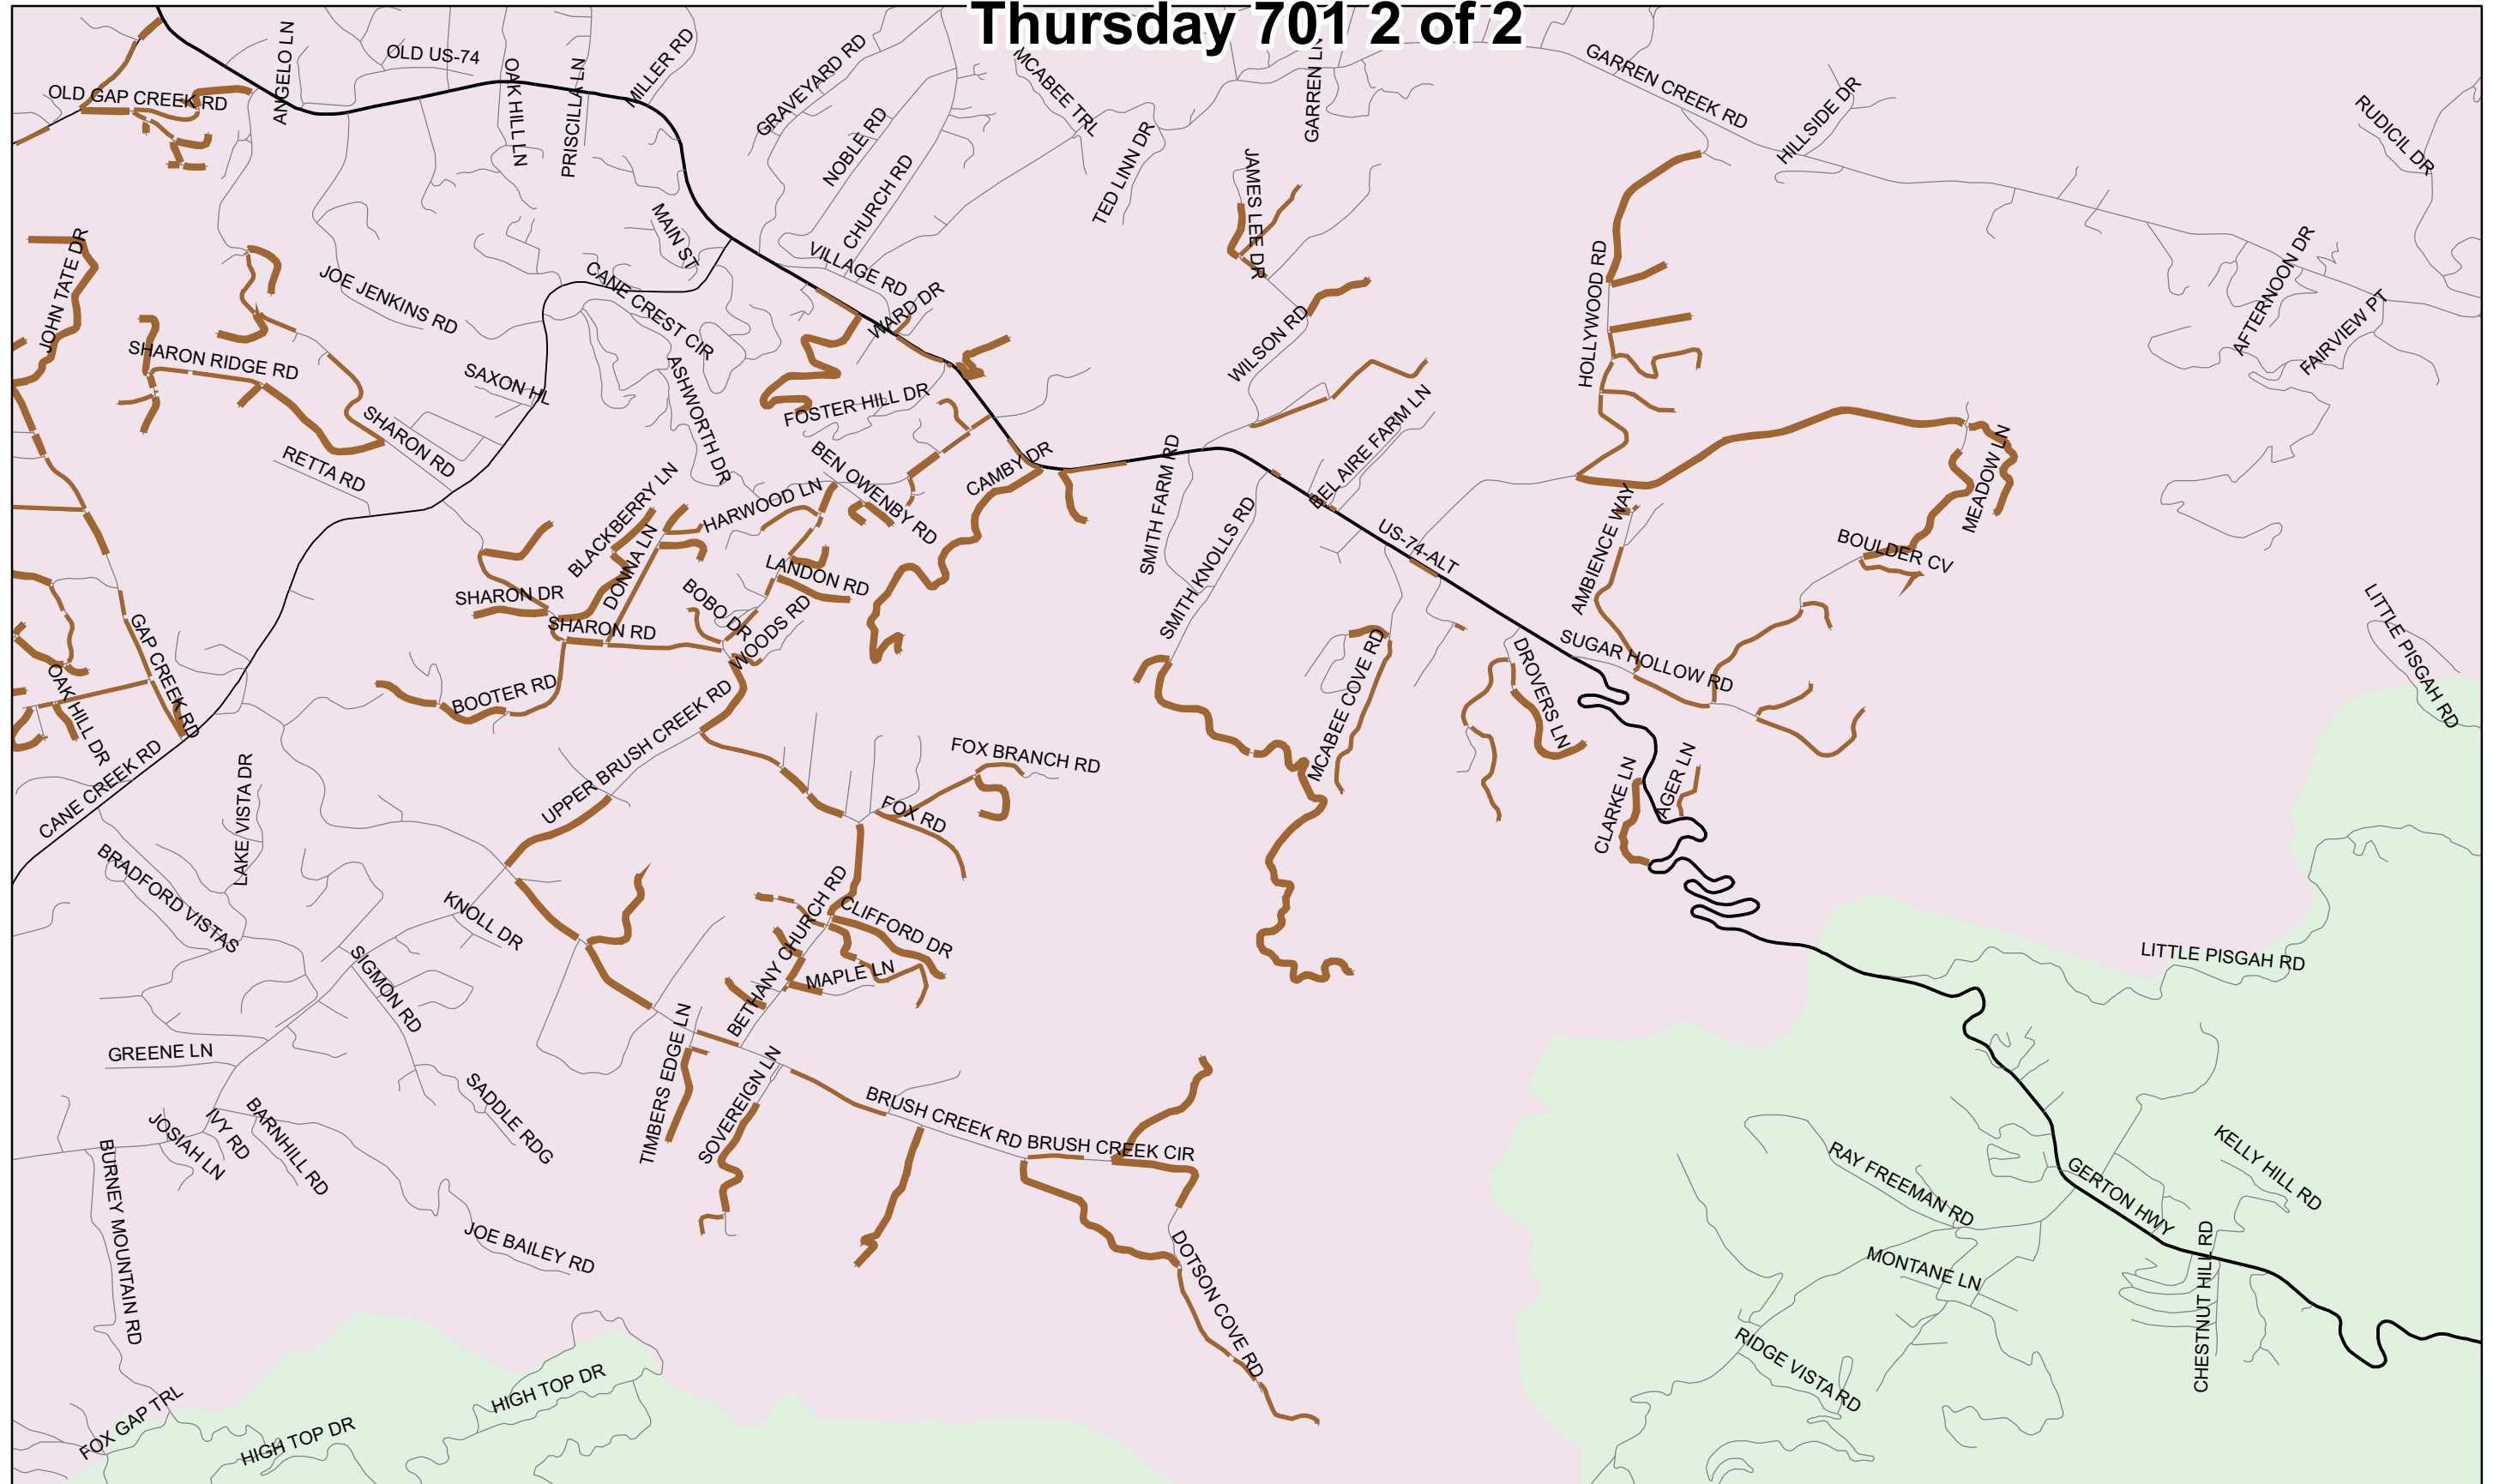 Thursday 701 2 of 2
ANGELO LN
OLD US-74
OAK HILL LN
PRISCILLA LN
MILLER RD
GRAVEYARD RD
MCABEE TRL
GARREN LN
GARREN CREEK RD
HILLSIDE DR
RUDICIL DR
OLD GAP CREEK RD
NOBLE RD
CHURCH RD
TED LINN DR
JAMES LEE DR
JOHN TATE DR
MAIN ST
VILLAGE RD
JOE JENKINS RD
CANE CREST CIR
WARD DR
WILSON RD
HOLLYWOOD RD
AFTERNOON DR
FAIRVIEW PT
SHARON RIDGE RD
SAXON HL
ASHWORTH DR
FOSTER HILL DR
SHARON RD
RETTA RD
BEN OWENBY RD
CAMBY DR
SMITH FARM RD
BEL AIRE FARM LN
MEADOW LN
BLACKBERRY LN
HARWOOD LN
DONNA LN
LANDON RD
US-74-ALT
AMBIENCE WAY
BOULDER CV
SMITH KNOLLS RD
SHARON DR
BOBO DR
WOODS RD
SHARON RD
GAP CREEK RD
LITTLE PISGAH RD
SUGAR HOLLOW RD
DROVERS LN
MCABEE COVE RD
OAK HILL DR
BOOTER RD
UPPER BRUSH CREEK RD
FOX BRANCH RD
CANE CREEK RD
LAKE VISTA DR
FOX RD
CLARKE LN
AGER LN
BRADFORD VISTAS
KNOLL DR
BETHANY CHURCH RD
CLIFFORD DR
MAPLE LN
LITTLE PISGAH RD
SIGMON RD
GREENE LN
TIMBERS EDGE LN
SOVEREIGN LN
SADDLE RDG
BRUSH CREEK RD
BRUSH CREEK CIR
JOSIAH LN
IVY RD
BARNHILL RD
BURNEY MOUNTAIN RD
JOE BAILEY RD
DOTSON COVE RD
RAY FREEMAN RD
GERTON HWY
KELLY HILL RD
MONTANE LN
CHESTNUT HILL RD
RIDGE VISTA RD
HIGH TOP DR
FOX GAP TRL
HIGH TOP DR